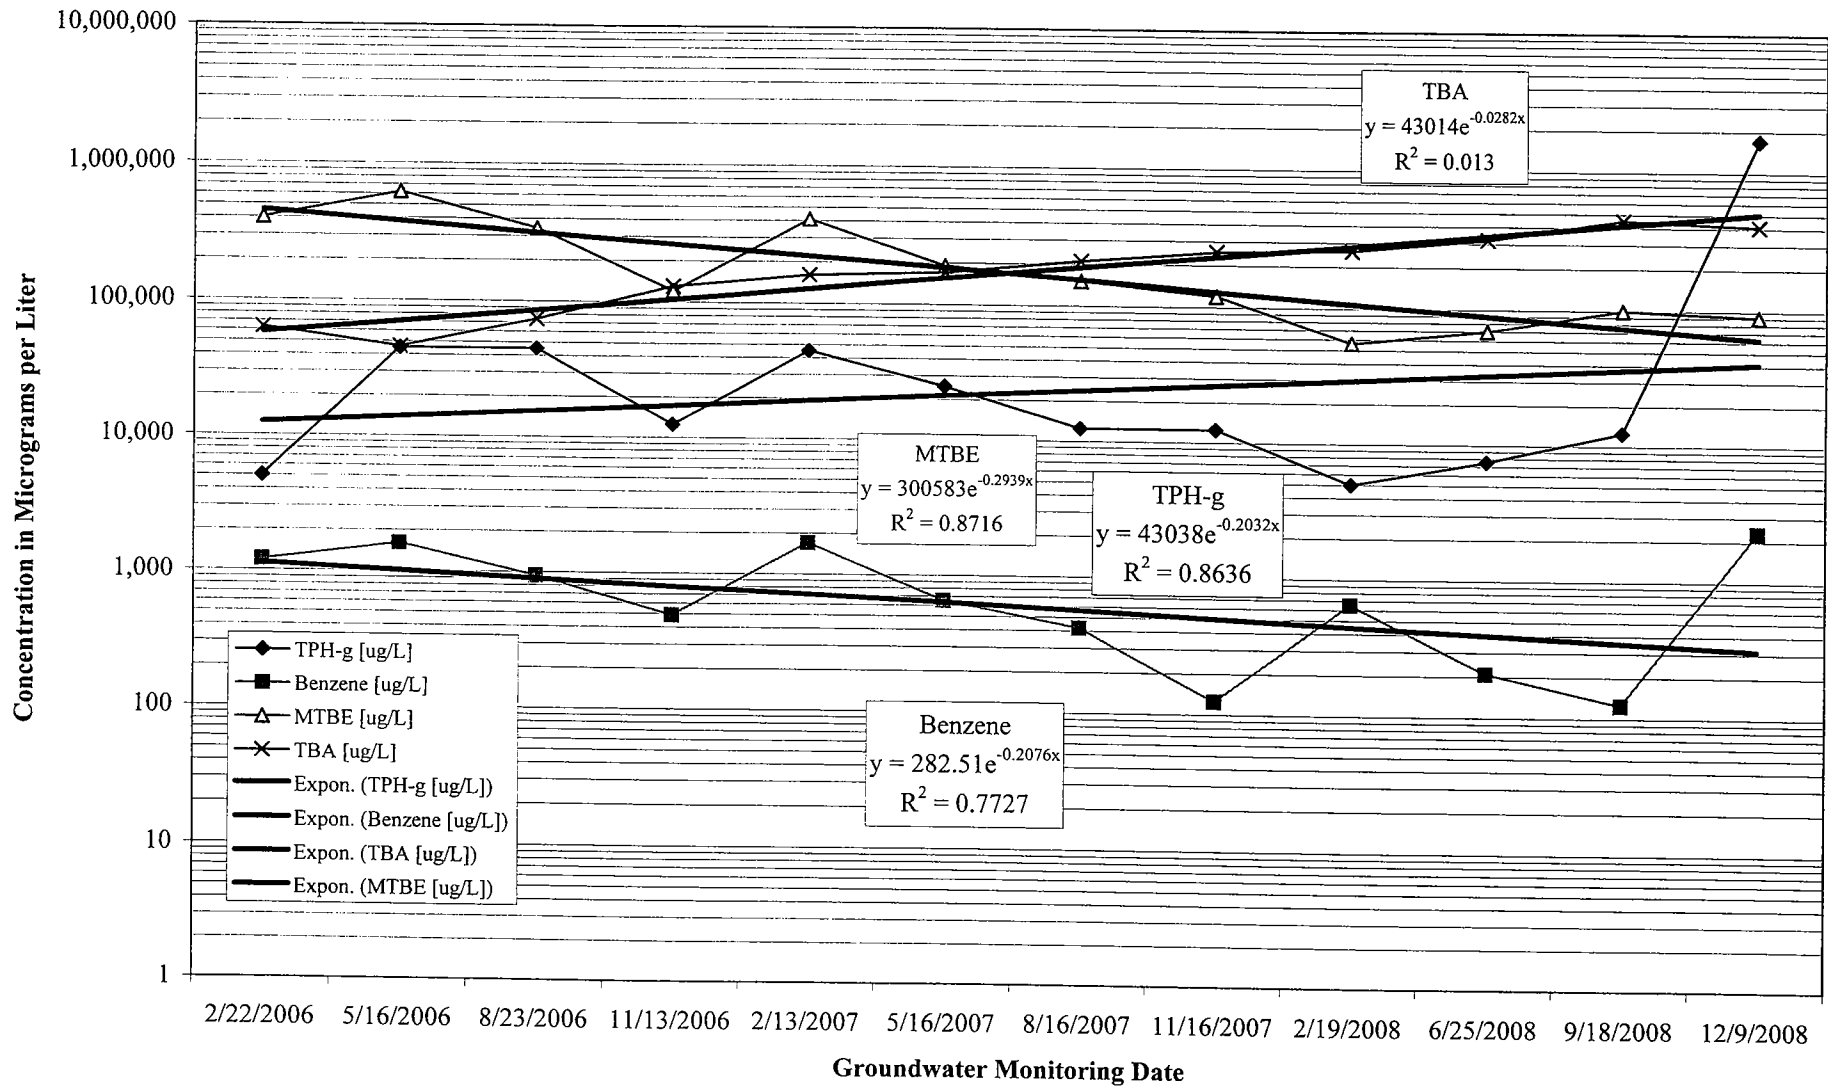 10,000,000
1,000,000
100,000
10,000
1,000
100
10
1
Concentration in Micrograms per Liter
TBA
y = 43014e^-0.0282x
R² = 0.013
MTBE
y = 300583e^-0.2939x
R² = 0.8716
TPH-g
y = 43038e^-0.2032x
R² = 0.8636
Benzene
y = 282.51e^-0.2076x
R² = 0.7727
TPH-g [ug/L]
Benzene [ug/L]
MTBE [ug/L]
TBA [ug/L]
Expon. (TPH-g [ug/L])
Expon. (Benzene [ug/L])
Expon. (TBA [ug/L])
Expon. (MTBE [ug/L])
2/22/2006 5/16/2006 8/23/2006 11/13/2006 2/13/2007 5/16/2007 8/16/2007 11/16/2007 2/19/2008 6/25/2008 9/18/2008 12/9/2008
Groundwater Monitoring Date